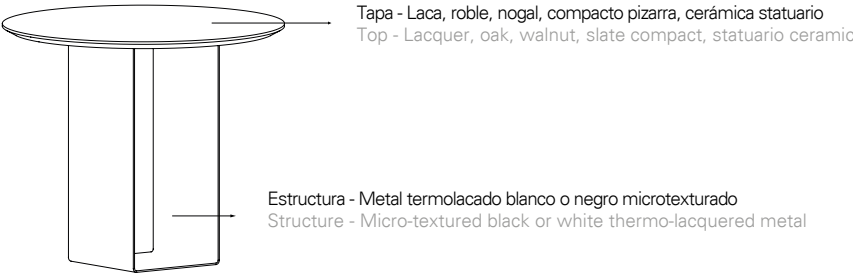 Tapa - Laca, roble, nogal, compacto pizarra, cerámica statuario
Top - Lacquer, oak, walnut, slate compact, statuario ceramic
Estructura - Metal termolacado blanco o negro microtexturado
Structure - Micro-textured black or white thermo-lacquered metal